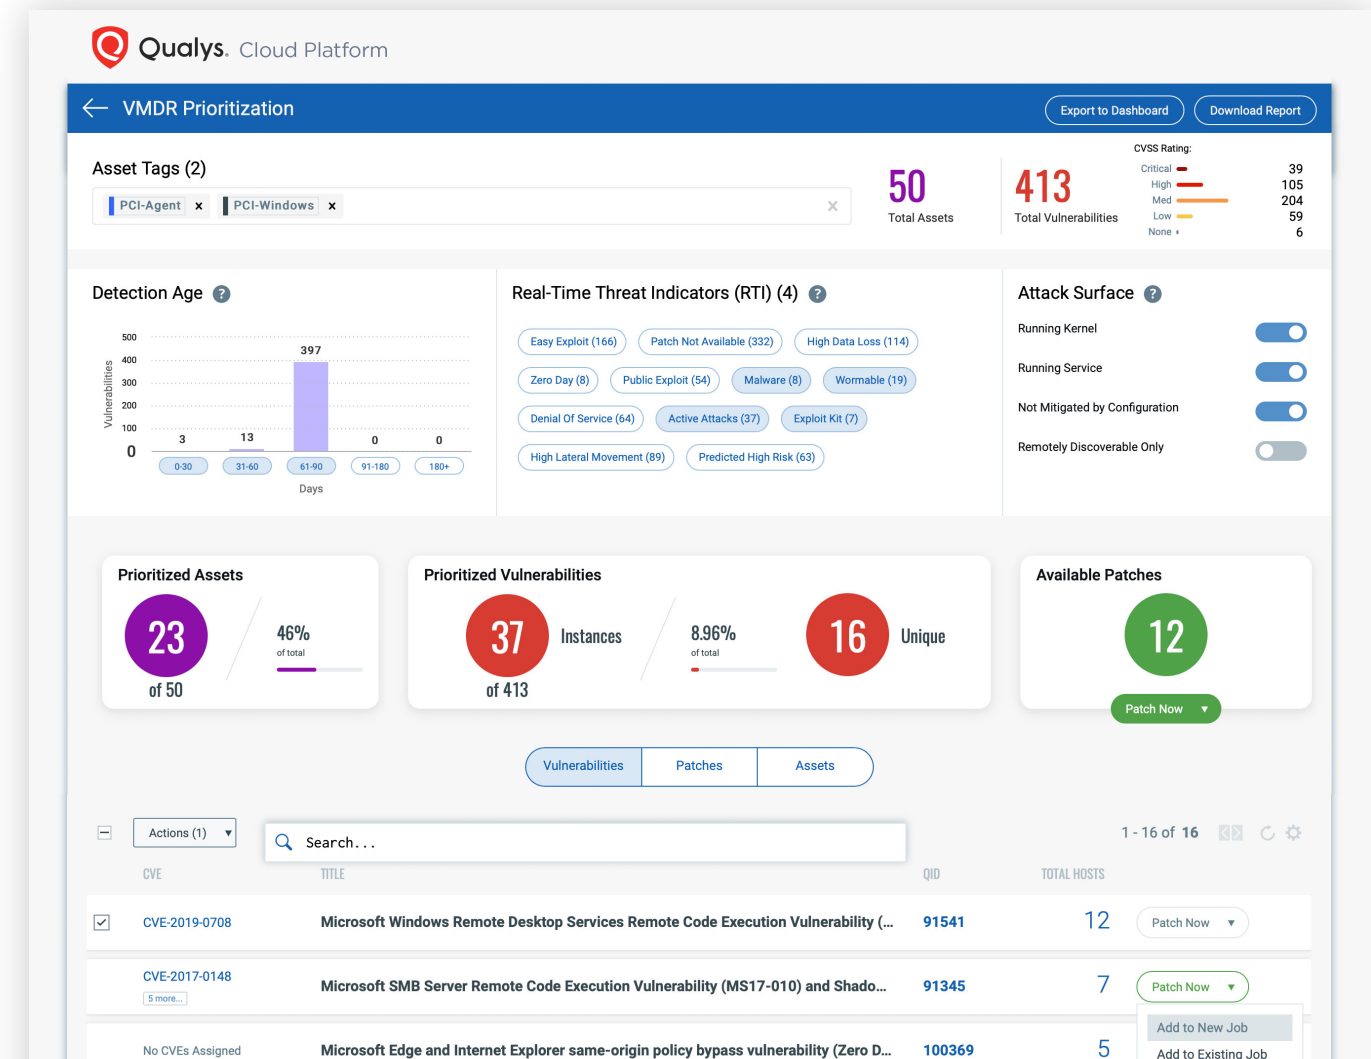 Qualys. Cloud Platform
VMDR Prioritization
Export to Dashboard
Download Report
Asset Tags (2)
PCI-Agent x
PCI-Windows x
x
50
Total Assets
413
Total Vulnerabilities
CVSS Rating:
Critical 39
High 105
Med 204
Low 59
None 6
Detection Age ?
Vulnerabilities
500
400
300
200
100
0
3
13
397
0
0
0-30
31-60
61-90
91-180
180+
Days
Real-Time Threat Indicators (RTI) (4) ?
Easy Exploit (166)
Patch Not Available (332)
High Data Loss (114)
Zero Day (8)
Public Exploit (54)
Malware (8)
Wormable (19)
Denial Of Service (64)
Active Attacks (37)
Exploit Kit (7)
High Lateral Movement (89)
Predicted High Risk (63)
Attack Surface ?
Running Kernel
Running Service
Not Mitigated by Configuration
Remotely Discoverable Only
Prioritized Assets
23
of 50
46%
of total
Prioritized Vulnerabilities
37 Instances
of 413
8.96%
of total
16 Unique
Available Patches
12
Patch Now
Vulnerabilities
Patches
Assets
Actions (1)
Search...
1 - 16 of 16
CVE TITLE QID TOTAL HOSTS
CVE-2019-0708 Microsoft Windows Remote Desktop Services Remote Code Execution Vulnerability (... 91541 12 Patch Now
CVE-2017-0148
5 more...
Microsoft SMB Server Remote Code Execution Vulnerability (MS17-010) and Shado... 91345 7 Patch Now
Add to New Job
No CVEs Assigned Microsoft Edge and Internet Explorer same-origin policy bypass vulnerability (Zero D... 100369 5
Add to Existing Job